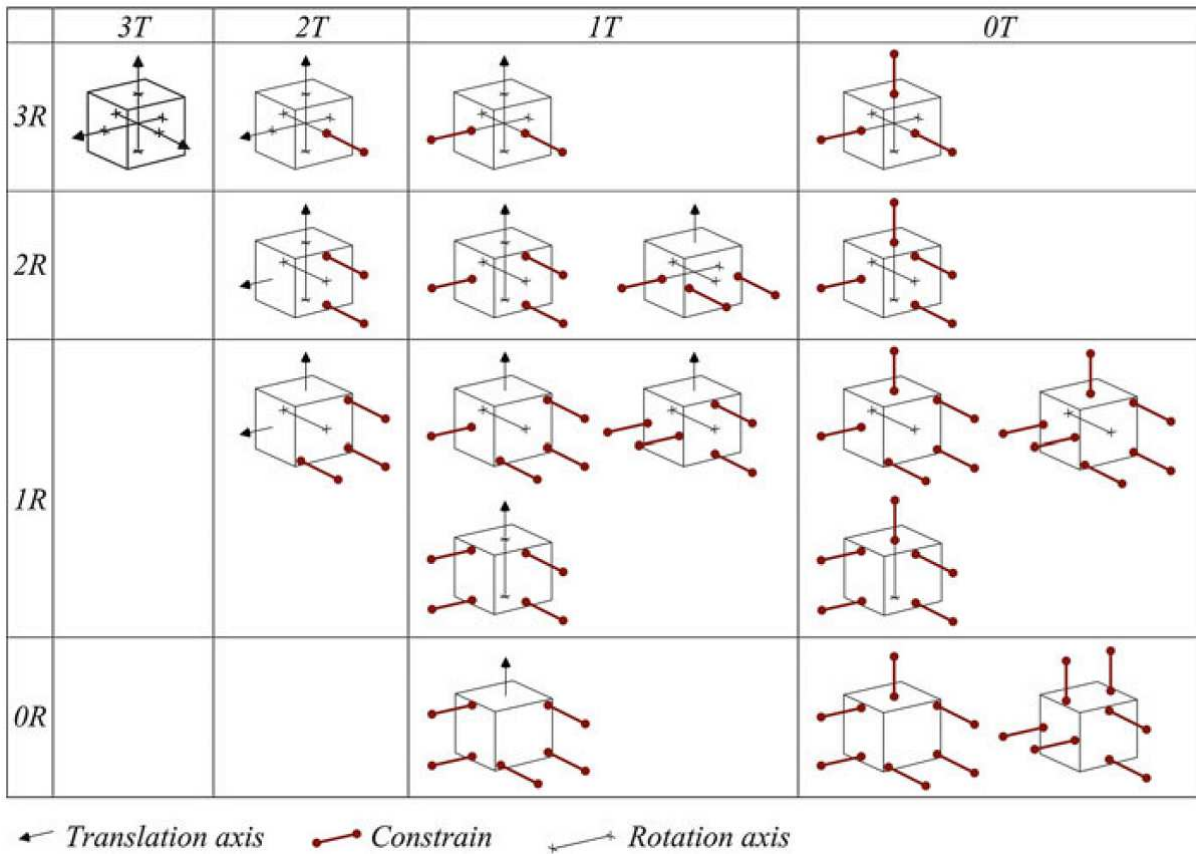 3T 2T 1T 0T
3R
2R
1R
0R
Translation axis Constrain Rotation axis